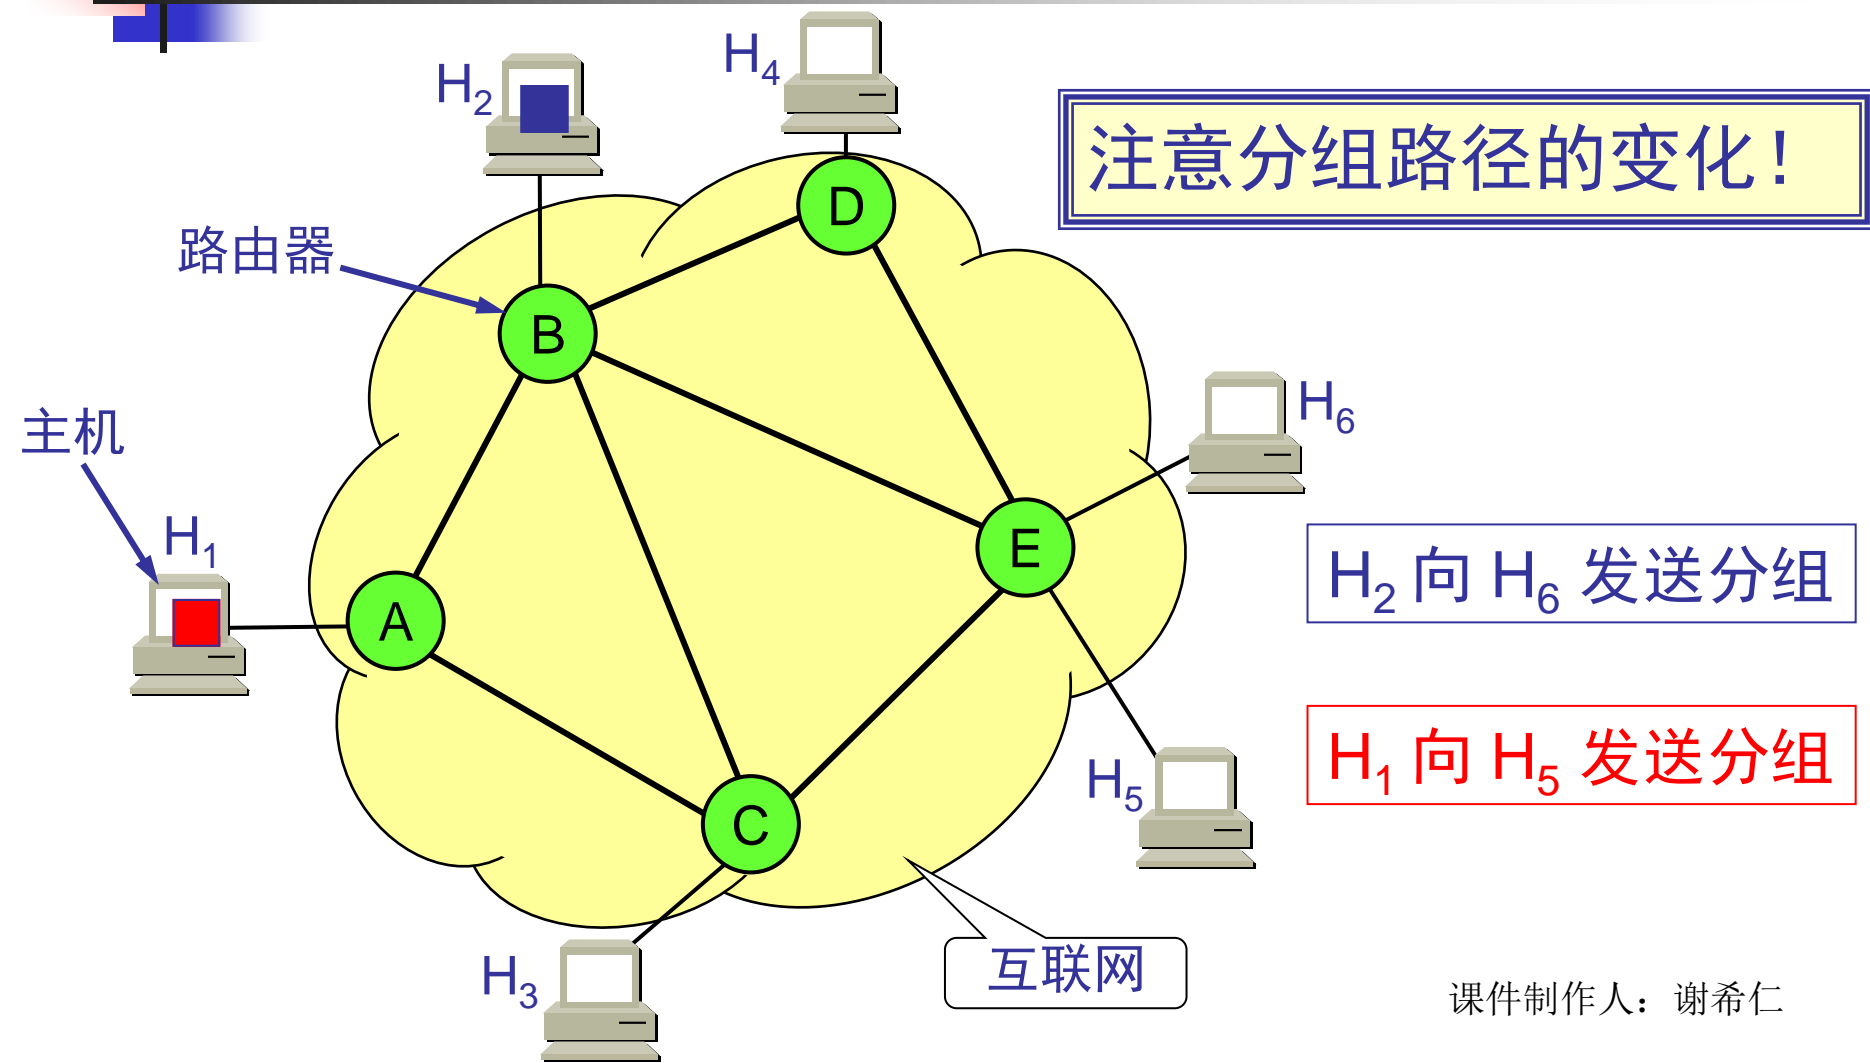 H4
H2
注意分组路径的变化！
D
路由器
B
H6
主机
H1
E
H2 向 H6 发送分组
A
H1 向 H5 发送分组
H5
C
互联网
H3
课件制作人：谢希仁